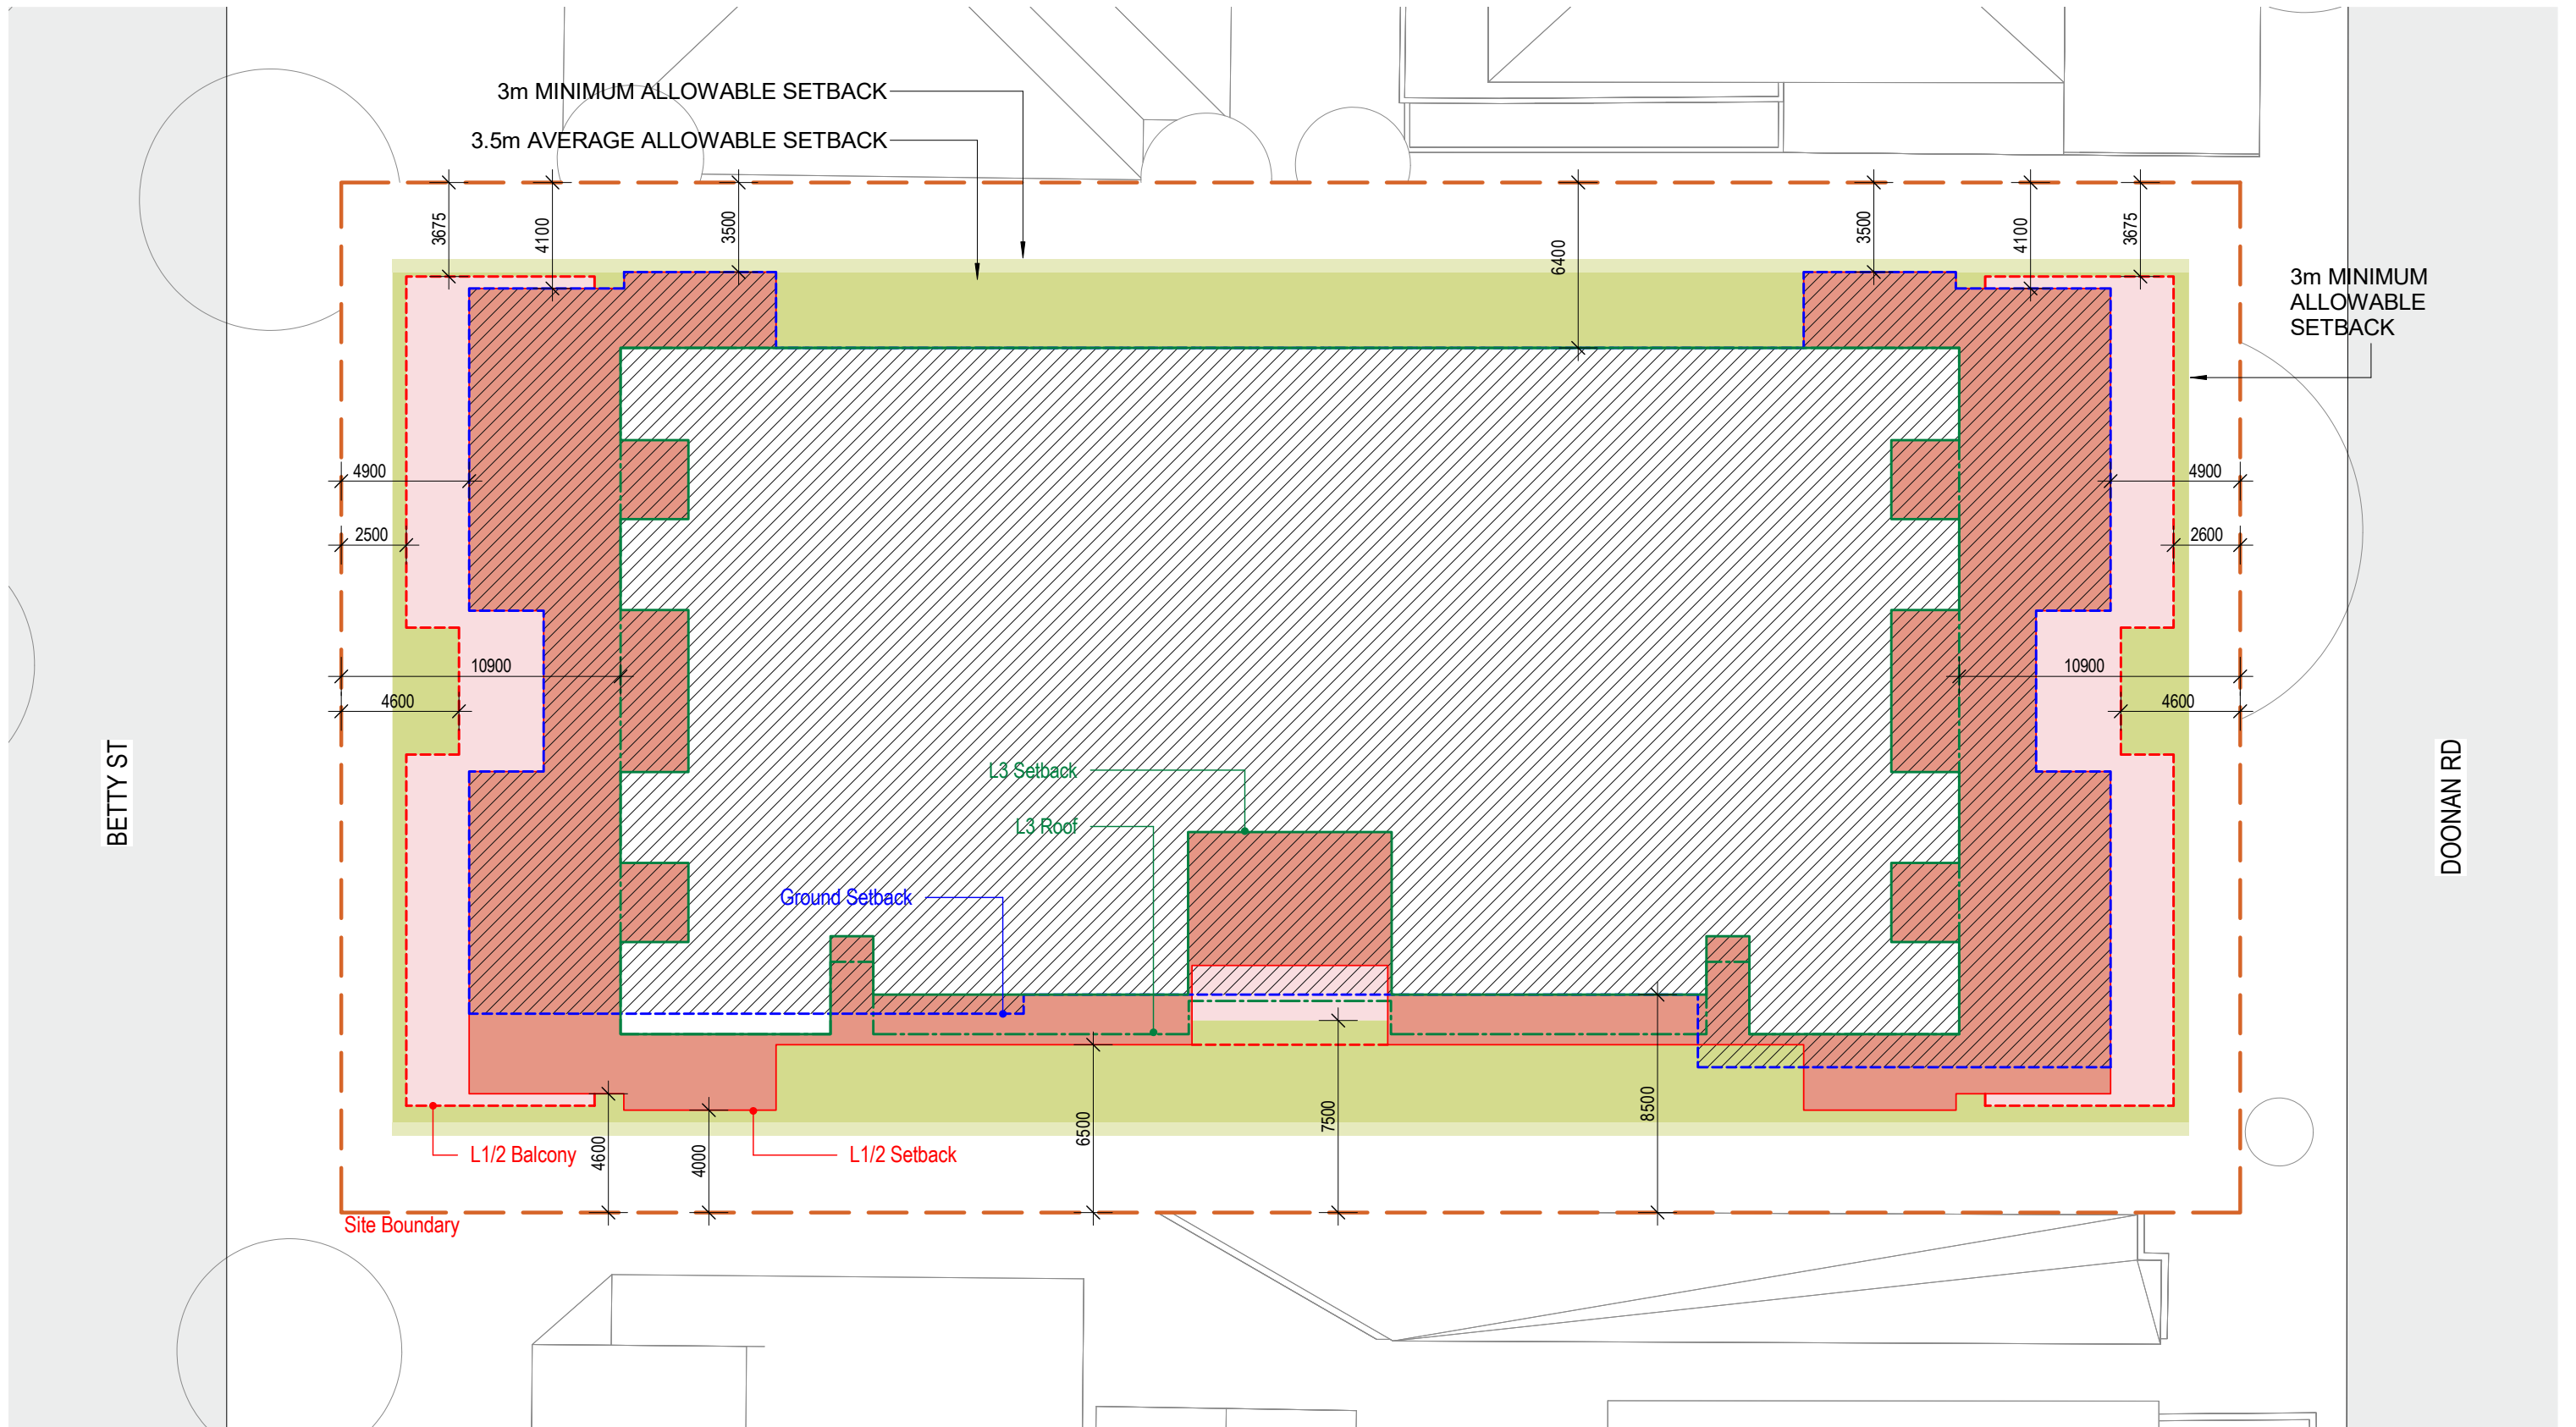 3m MINIMUM ALLOWABLE SETBACK
3.5m AVERAGE ALLOWABLE SETBACK
3675
4100
3500
6400
3500
4100
3675
3m MINIMUM
ALLOWABLE
SETBACK
4900
4900
2500
2600
10900
10900
4600
4600
BETTY ST
DOONAN RD
L3 Setback
L3 Roof
Ground Setback
L1/2 Balcony
L1/2 Setback
4600
4000
6500
7500
8500
Site Boundary